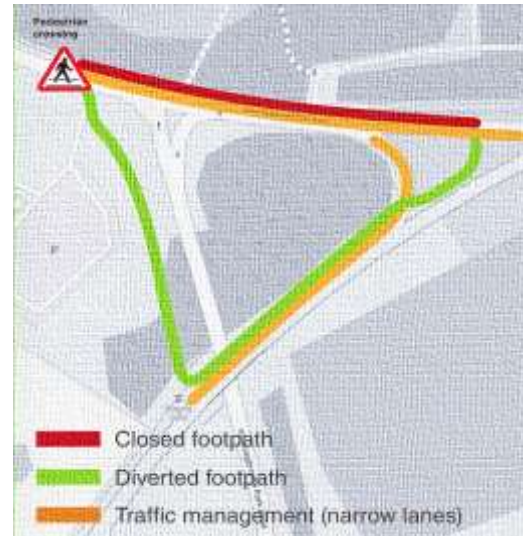 Pedestrian
crossing
Closed footpath
Diverted footpath
Traffic management (narrow lanes)